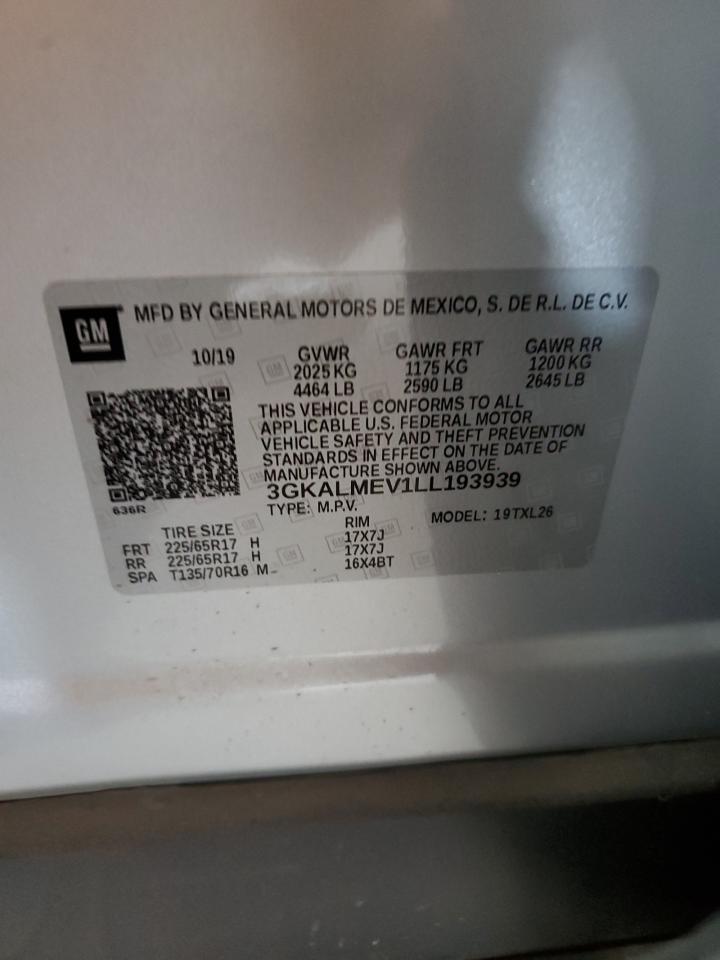 GM
MFD BY GENERAL MOTORS DE MEXICO, S. DE R.L. DE C.V.
10/19 GVWR GAWR FRT GAWR RR
2025 KG 1175 KG 1200 KG
4464 LB 2590 LB 2645 LB
THIS VEHICLE CONFORMS TO ALL
APPLICABLE U.S. FEDERAL MOTOR
VEHICLE SAFETY AND THEFT PREVENTION
STANDARDS IN EFFECT ON THE DATE OF
MANUFACTURE SHOWN ABOVE.
3GKALMEV1LL193939
636R
TYPE: M.P.V. MODEL: 19TXL26
TIRE SIZE RIM
FRT 225/65R17 H 17X7J
RR 225/65R17 H 17X7J
SPA T135/70R16 M 16X4BT